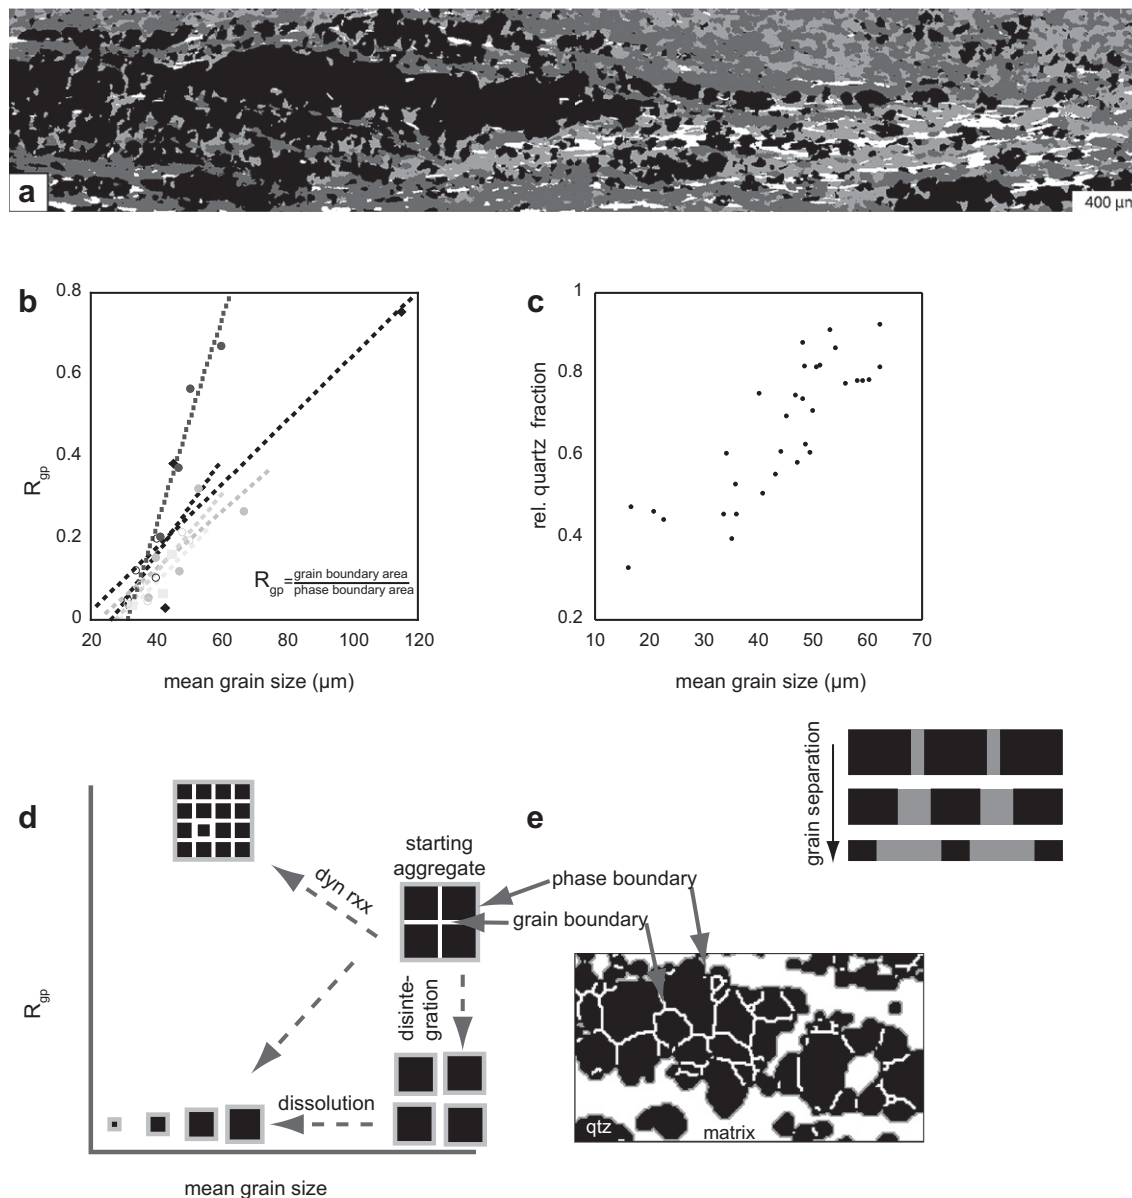 a
400 µm
b
0.8
0.6
0.4
0.2
0
20
40
60
80
100
120
R_gp
mean grain size (µm)
R_gp = grain boundary area / phase boundary area
c
1
0.8
0.6
0.4
0.2
10
20
30
40
50
60
70
rel. quartz fraction
mean grain size (µm)
d
R_gp
mean grain size
dyn rxx
starting
aggregate
disinte-
gration
dissolution
e
grain separation
phase boundary
grain boundary
qtz
matrix